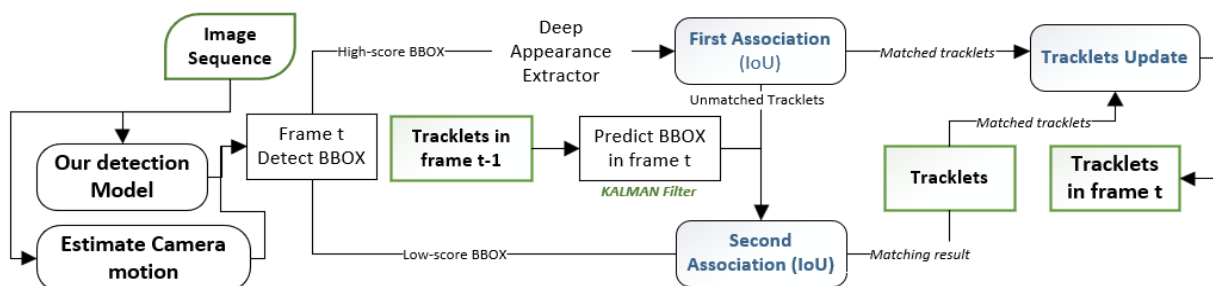 Image
Sequence
Our detection
Model
Estimate Camera
motion
Frame t
Detect BBOX
High-score BBOX
Deep
Appearance
Extractor
First Association
(IoU)
Matched tracklets
Tracklets Update
Unmatched Tracklets
Tracklets in
frame t-1
Predict BBOX
in frame t
KALMAN Filter
Matched tracklets
Tracklets
Tracklets
in frame t
Low-score BBOX
Second
Association (IoU)
Matching result